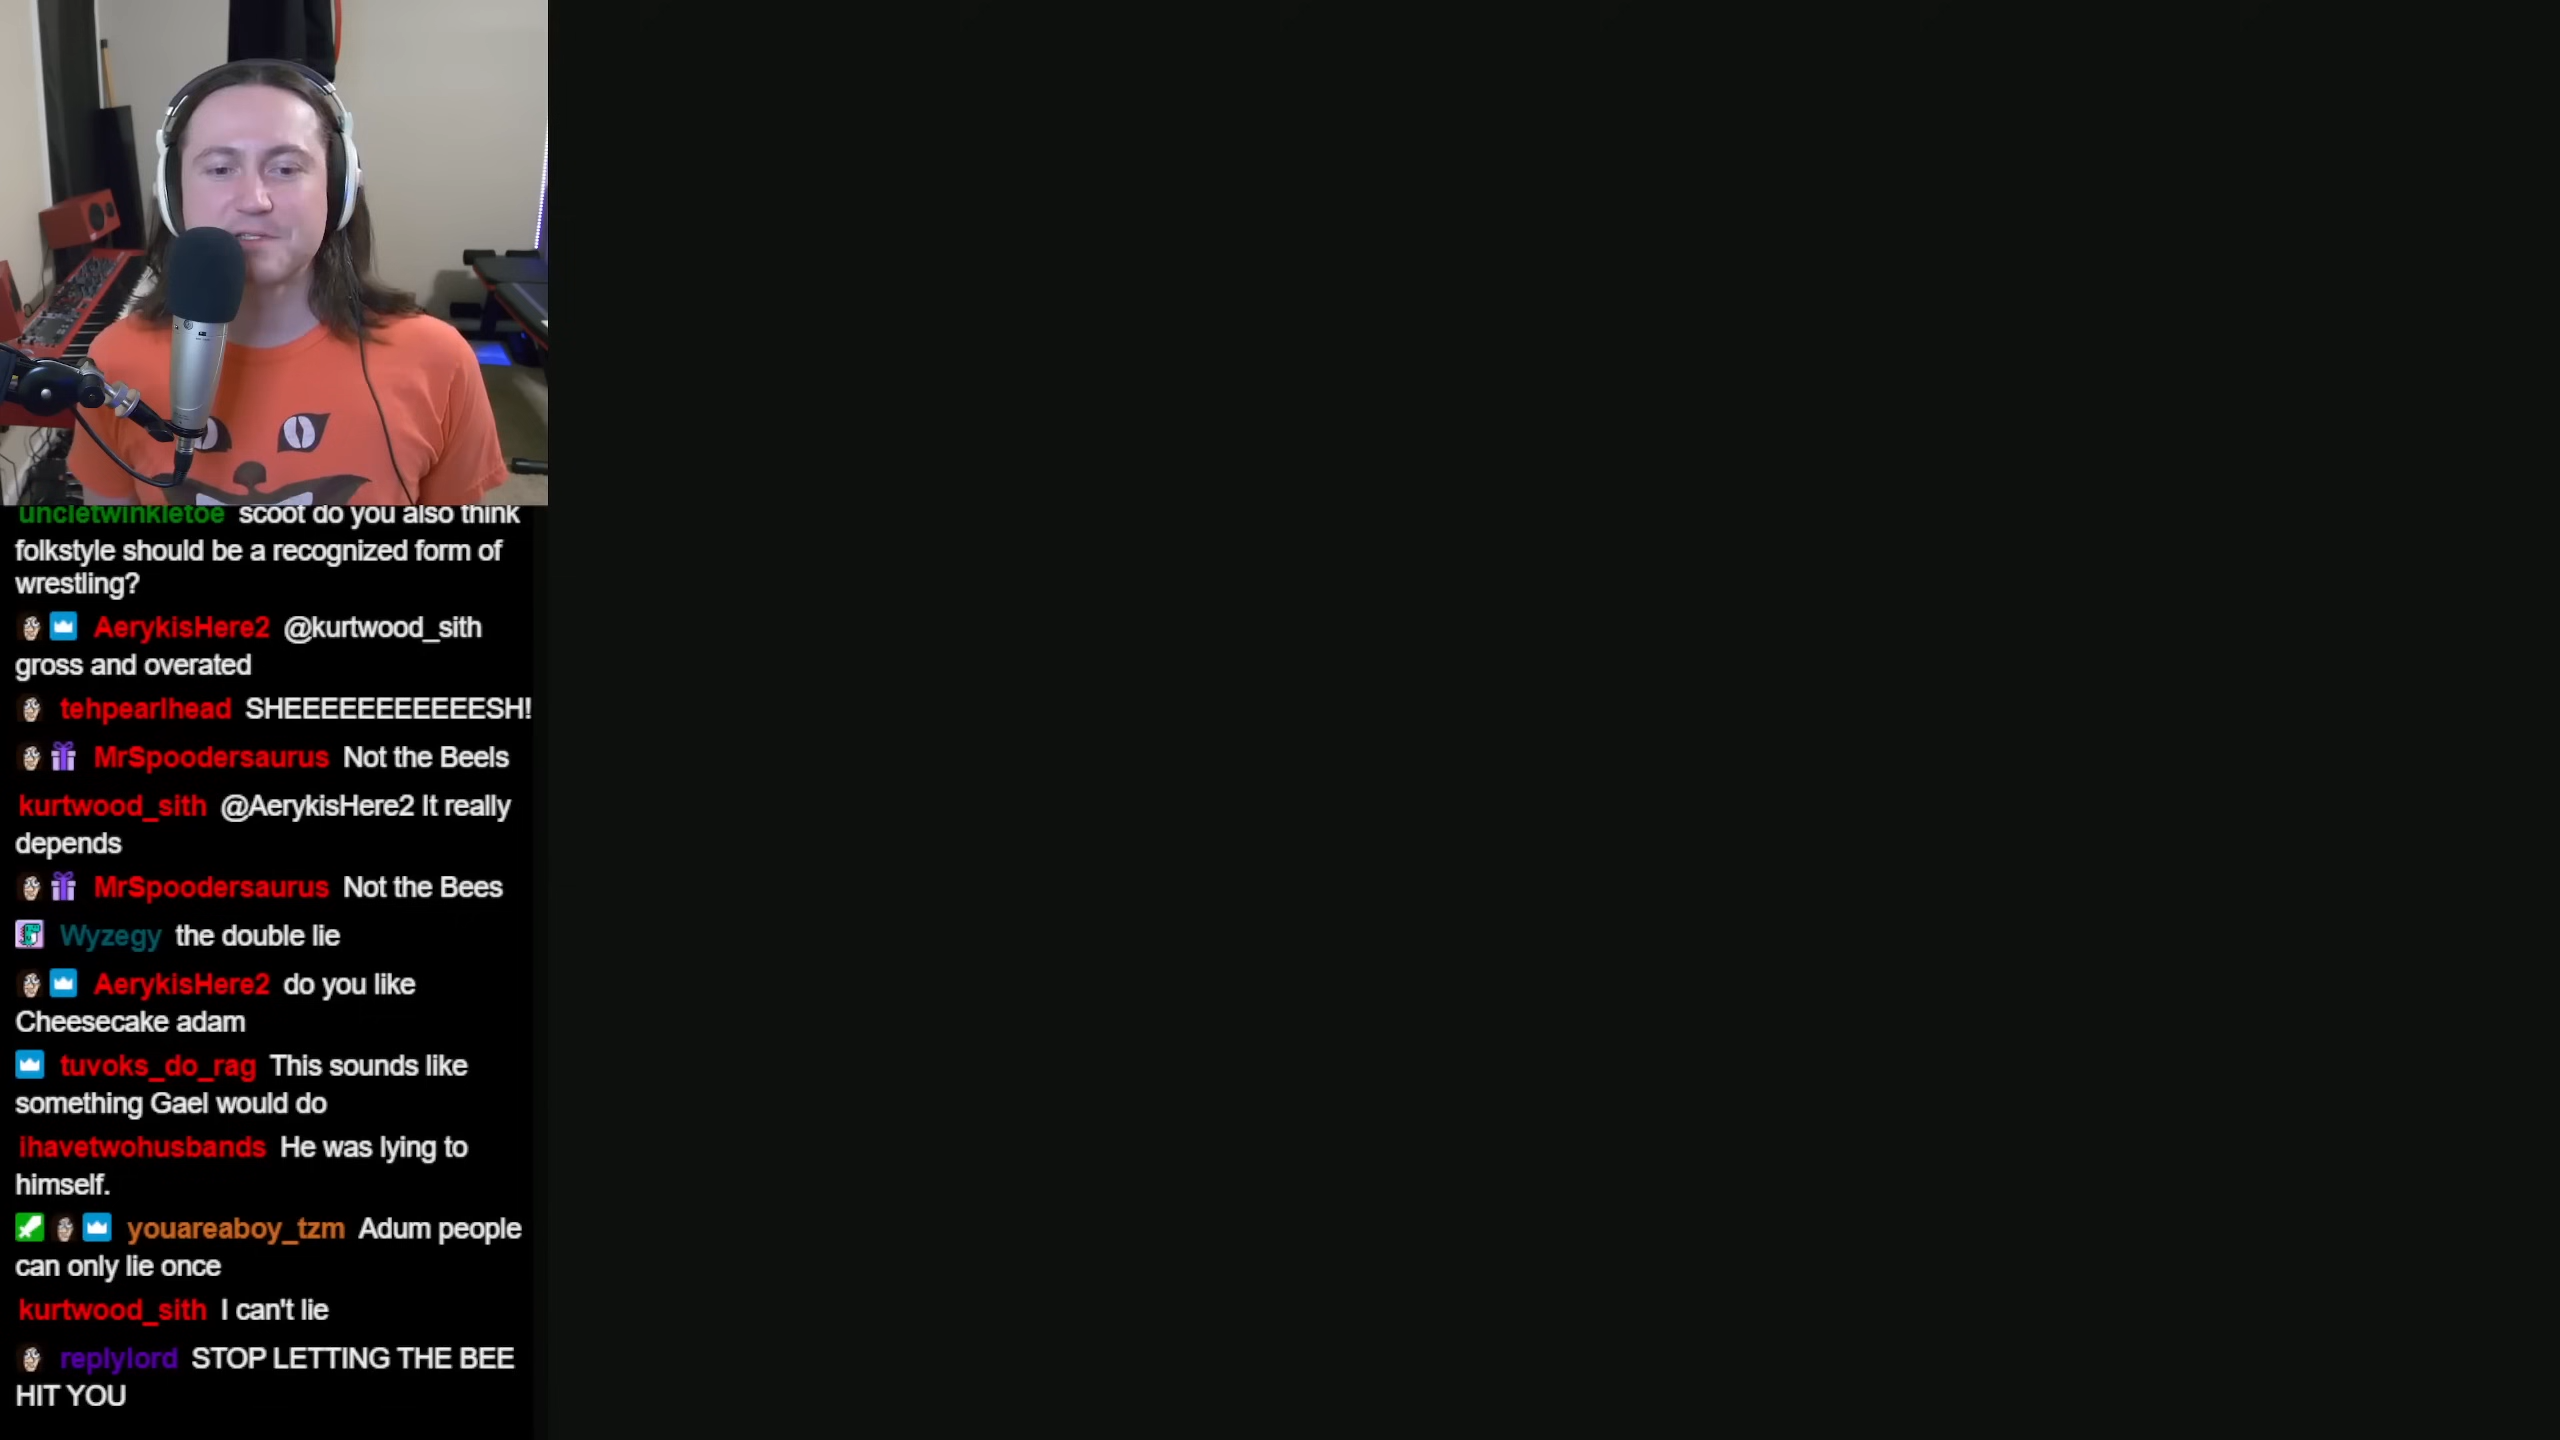 uncletwinkletoe scoot do you also think
folkstyle should be a recognized form of
wrestling?
AerykisHere2 @kurtwood_sith
gross and overated
tehpearlhead SHEEEEEEEEEEESH!
MrSpoodersaurus Not the Beels
kurtwood_sith @AerykisHere2 It really
depends
MrSpoodersaurus Not the Bees
Wyzegy the double lie
AerykisHere2 do you like
Cheesecake adam
tuvoks_do_rag This sounds like
something Gael would do
ihavetwohusbands He was lying to
himself.
youareaboy_tzm Adum people
can only lie once
kurtwood_sith I can't lie
replylord STOP LETTING THE BEE
HIT YOU